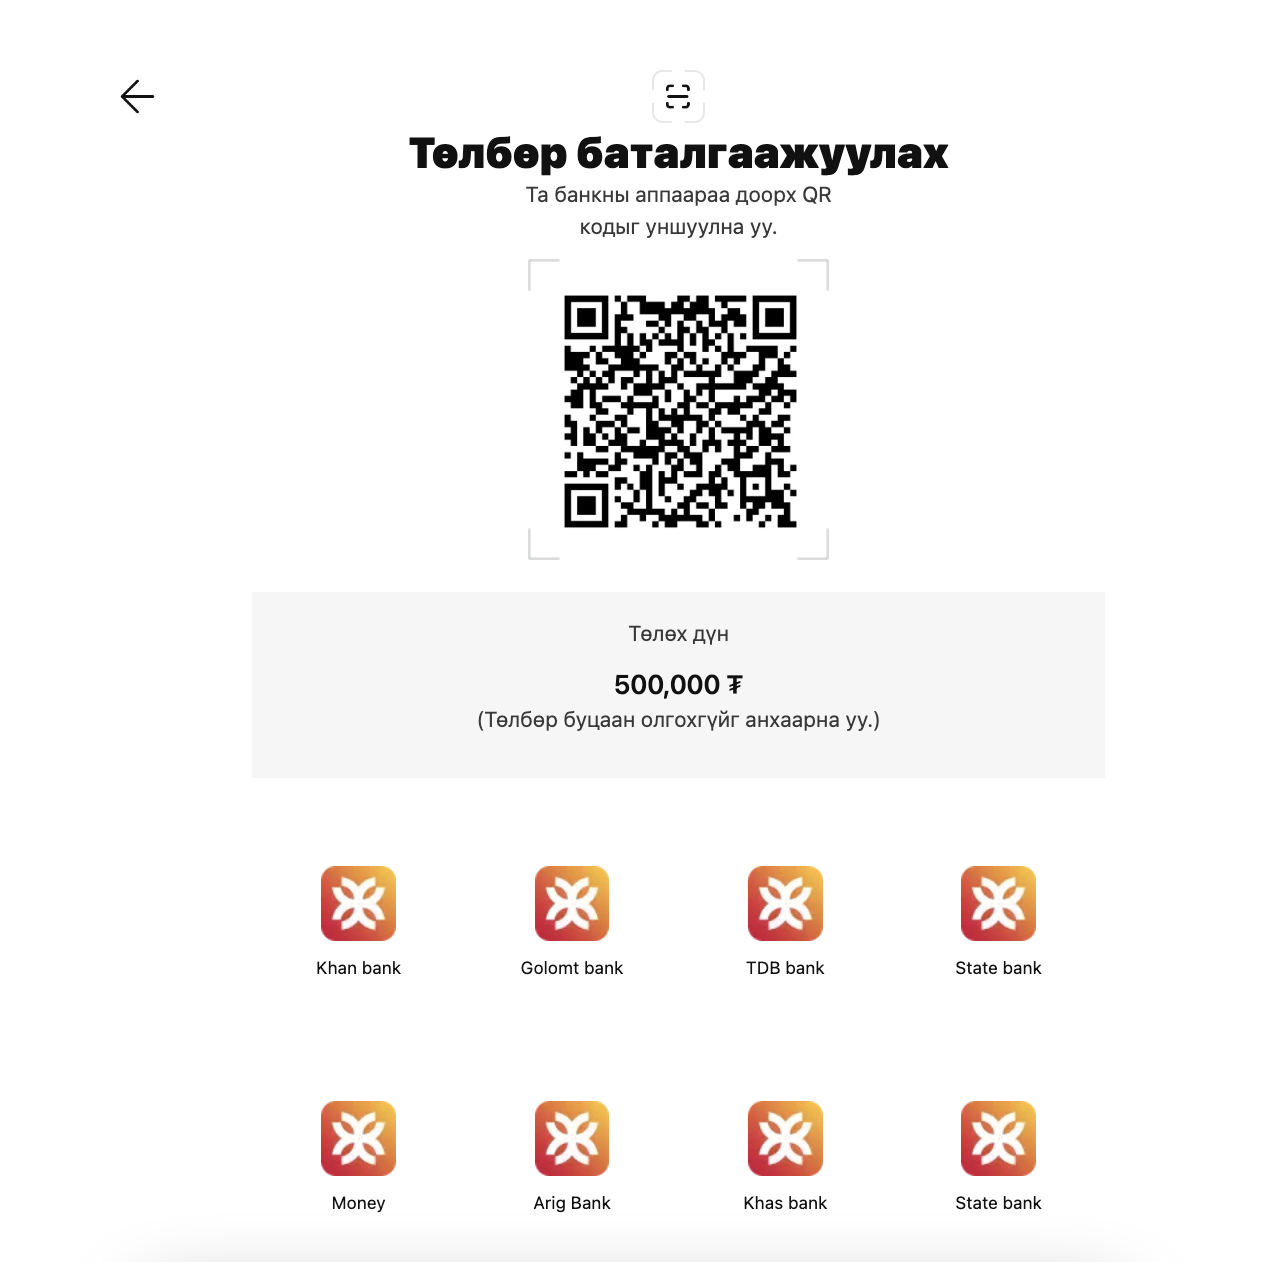 Төлбөр баталгаажуулах
Та банкны аппаараа доорх QR
кодыг уншуулна уу.
Төлөх дүн
500,000 ₮
(Төлбөр буцаан олгохгүйг анхаарна уу.)
Khan bank
Golomt bank
TDB bank
State bank
Money
Arig Bank
Khas bank
State bank